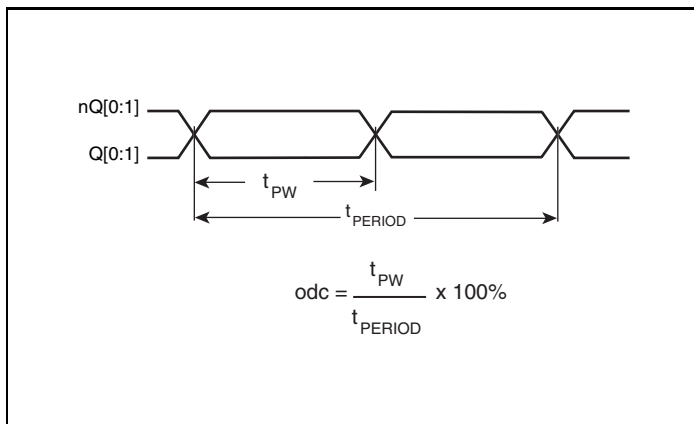 nQ[0:1]
Q[0:1]
tPW
tPERIOD
odc = tPW / tPERIOD x 100%